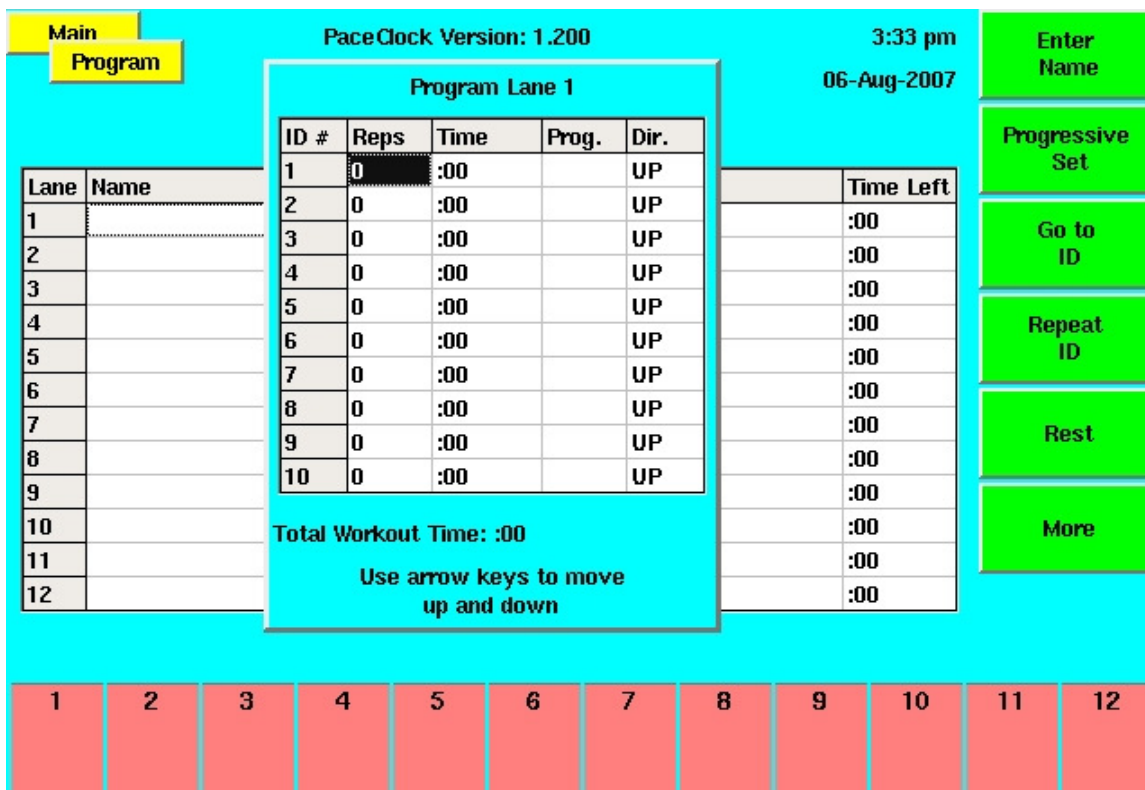 Main
Program
PaceClock Version: 1.200
3:33 pm
06-Aug-2007
Program Lane 1
ID # Reps Time Prog. Dir.
1 0 :00 UP
2 0 :00 UP
3 0 :00 UP
4 0 :00 UP
5 0 :00 UP
6 0 :00 UP
7 0 :00 UP
8 0 :00 UP
9 0 :00 UP
10 0 :00 UP
Total Workout Time: :00
Use arrow keys to move
up and down
Lane Name Time Left
1 :00
2 :00
3 :00
4 :00
5 :00
6 :00
7 :00
8 :00
9 :00
10 :00
11 :00
12 :00
Enter
Name
Progressive
Set
Go to
ID
Repeat
ID
Rest
More
1 2 3 4 5 6 7 8 9 10 11 12